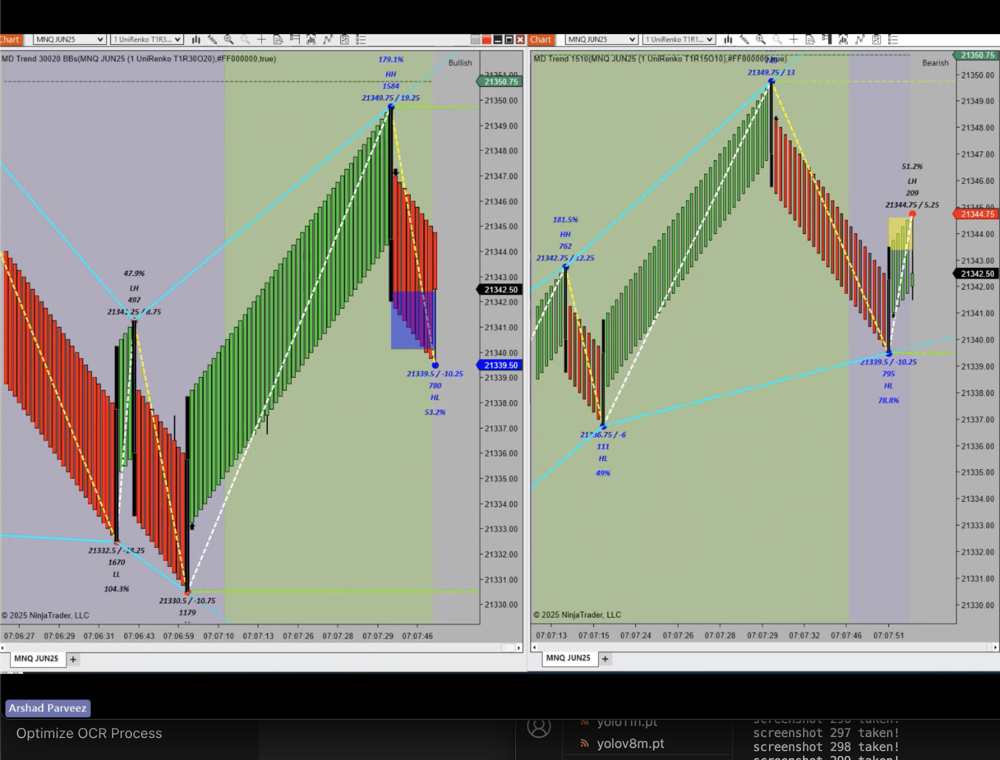 Chart
MNQ JUN25
1 UniRenko T1R3...
MD Trend 30020 BBs(MNQ JUN25 (1 UniRenko T1R30O20),#FF000000,true)
Bullish
179.1%
HH
1584
21349.75 / 19.25
47.9%
LH
497
21332.5 / -18.25
1670
LL
104.3%
21330.5 / -10.75
1179
21339.5 / -10.25
780
HL
53.2%
21350.75
21350.00
21349.00
21348.00
21347.00
21346.00
21345.00
21344.00
21343.00
21342.50
21342.00
21341.00
21340.00
21339.50
21339.00
21338.00
21337.00
21336.00
21335.00
21334.00
21333.00
21332.00
21331.00
21330.00
© 2025 NinjaTrader, LLC
07:06:27 07:06:29 07:06:31 07:06:43 07:06:59 07:07:10 07:07:13 07:07:26 07:07:28 07:07:29 07:07:46
MNQ JUN25 +
Chart
MNQ JUN25
1 UniRenko T1R1...
MD Trend 1510(MNQ JUN25 (1 UniRenko T1R15O10),#FF000000,true)
Bearish
21349.75 / 13
181.5%
HH
762
21342.75 / 12.25
111
HL
49%
51.2%
LH
209
21344.75 / 5.25
21339.5 / -10.25
795
HL
78.8%
21350.75
21350.00
21349.00
21348.00
21347.00
21346.00
21344.75
21344.00
21343.00
21342.50
21342.00
21341.00
21340.00
21339.00
21338.00
21337.00
21336.00
21335.00
21334.00
21333.00
21332.00
21331.00
21330.00
© 2025 NinjaTrader, LLC
07:07:13 07:07:15 07:07:24 07:07:27 07:07:28 07:07:29 07:07:32 07:07:46 07:07:51
MNQ JUN25 +
Arshad Parveez
Optimize OCR Process
yolo11n.pt
yolov8m.pt
screenshot 297 taken!
screenshot 298 taken!